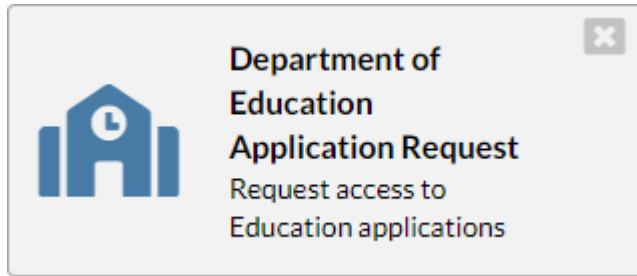 Department of
Education
Application Request
Request access to
Education applications